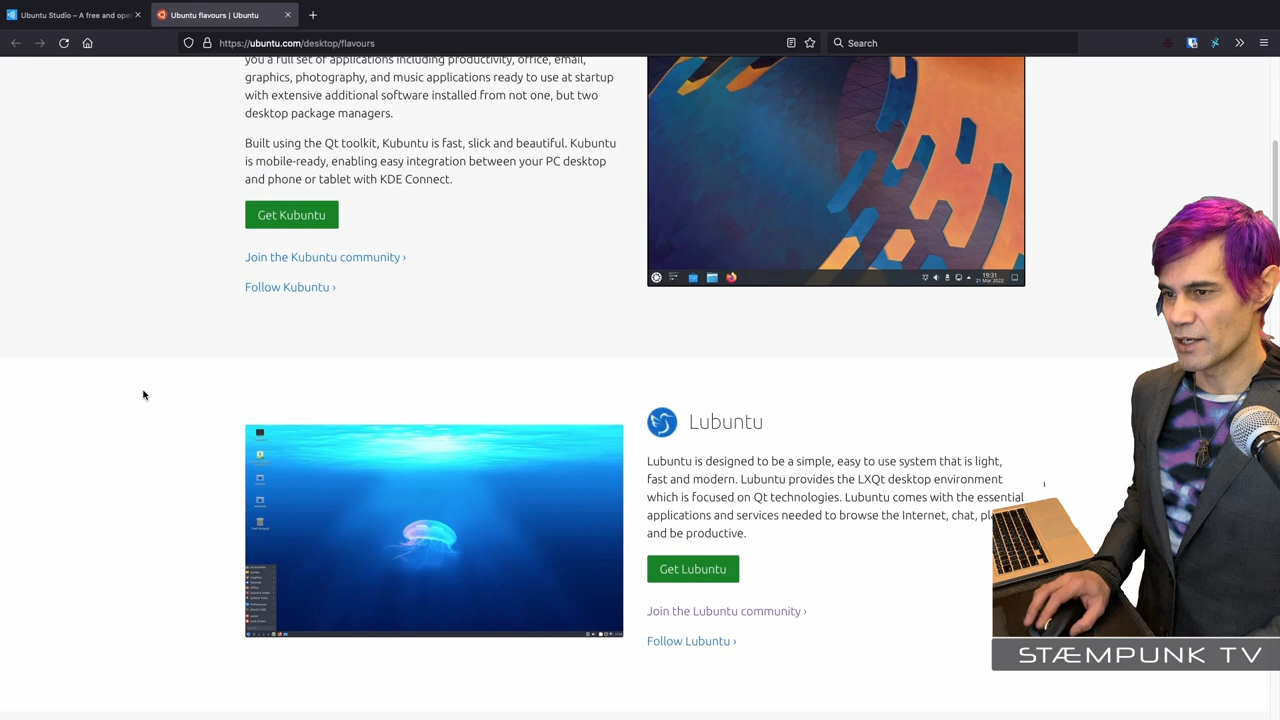 Ubuntu Studio – A free and ope
Ubuntu flavours | Ubuntu
https://ubuntu.com/desktop/flavours
Search
you a full set of applications including productivity, office, email,
graphics, photography, and music applications ready to use at startup
with extensive additional software installed from not one, but two
desktop package managers.
Built using the Qt toolkit, Kubuntu is fast, slick and beautiful. Kubuntu
is mobile-ready, enabling easy integration between your PC desktop
and phone or tablet with KDE Connect.
Get Kubuntu
Join the Kubuntu community ›
Follow Kubuntu ›
19:31
21 Mar 2022
Lubuntu
Lubuntu is designed to be a simple, easy to use system that is light,
fast and modern. Lubuntu provides the LXQt desktop environment
which is focused on Qt technologies. Lubuntu comes with the essential
applications and services needed to browse the Internet, chat, pl
and be productive.
Get Lubuntu
Join the Lubuntu community ›
Follow Lubuntu ›
STÆMPUNK TV